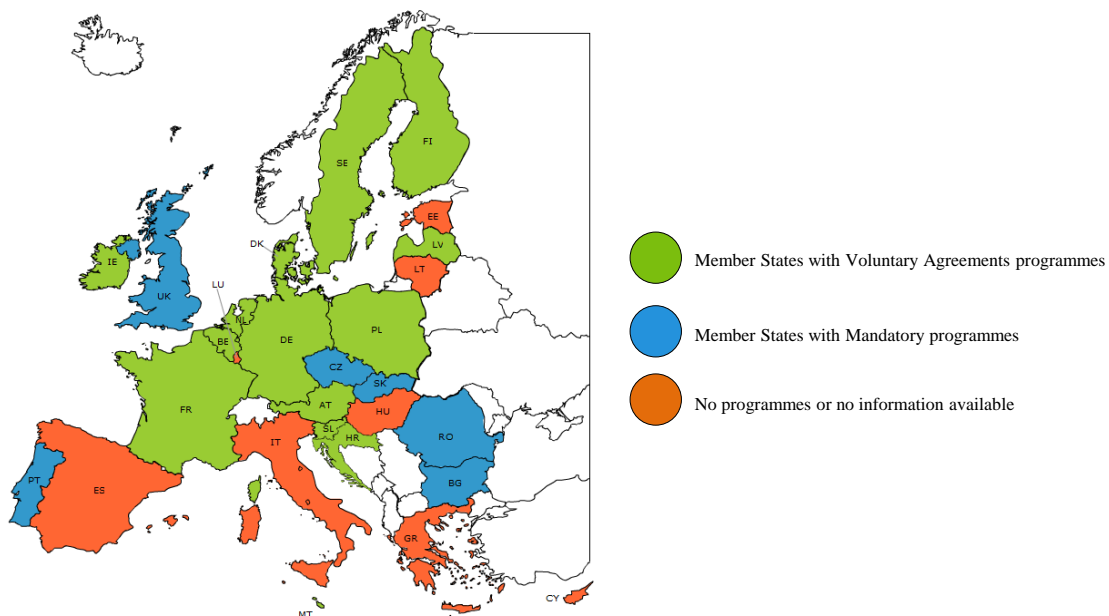 FI
SE
EE
DK
LV
IE
LT
LU
UK
NL
PL
BE
DE
CZ
SK
FR
AT
HU
SL
HR
RO
IT
PT
ES
BG
GR
CY
MT
Member States with Voluntary Agreements programmes
Member States with Mandatory programmes
No programmes or no information available